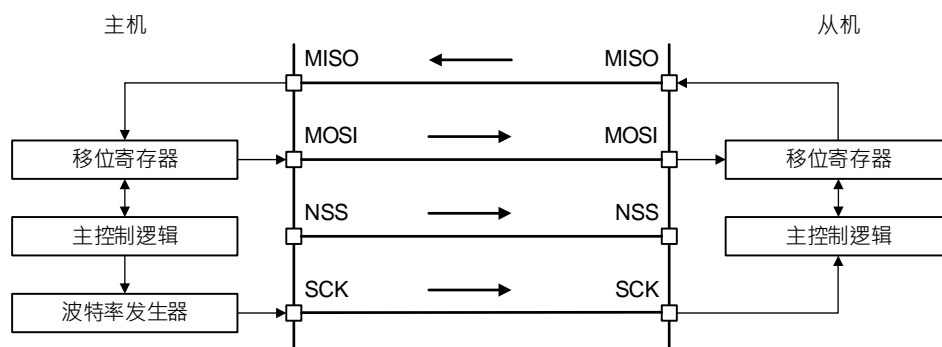 主机
从机
MISO
MISO
MOSI
MOSI
移位寄存器
移位寄存器
NSS
NSS
主控制逻辑
主控制逻辑
SCK
SCK
波特率发生器